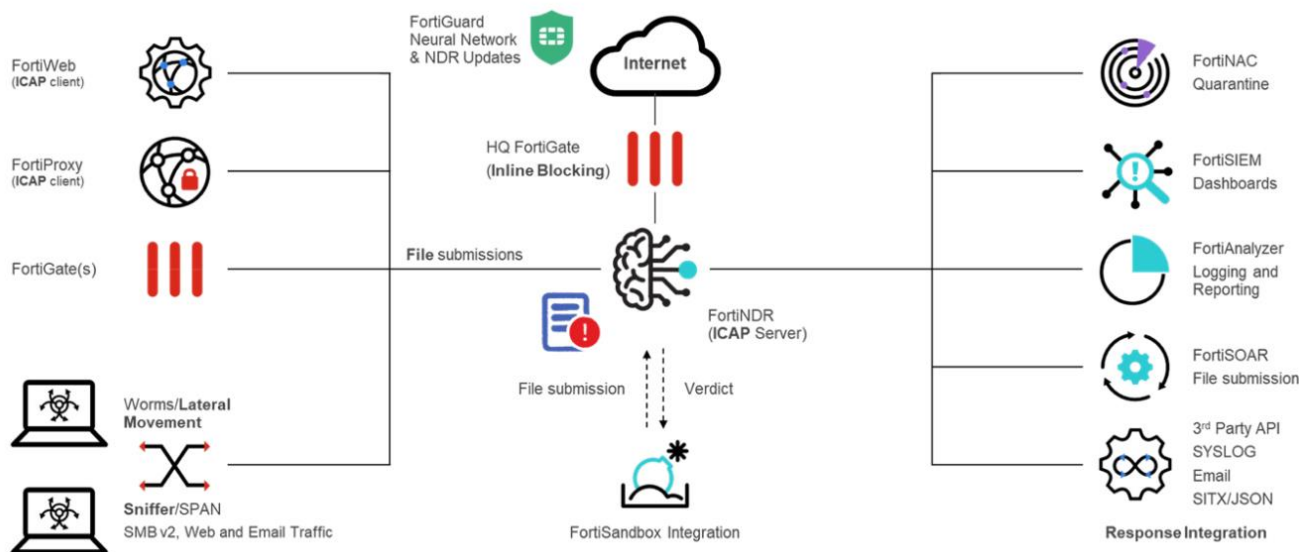 FortiGuard
Neural Network
& NDR Updates
Internet
FortiWeb
(ICAP client)
FortiProxy
(ICAP client)
FortiGate(s)
HQ FortiGate
(Inline Blocking)
File submissions
FortiNDR
(ICAP Server)
File submission
Verdict
FortiSandbox Integration
Worms/Lateral
Movement
Sniffer/SPAN
SMB v2, Web and Email Traffic
FortiNAC
Quarantine
FortiSIEM
Dashboards
FortiAnalyzer
Logging and
Reporting
FortiSOAR
File submission
3rd Party API
SYSLOG
Email
SITX/JSON
Response Integration